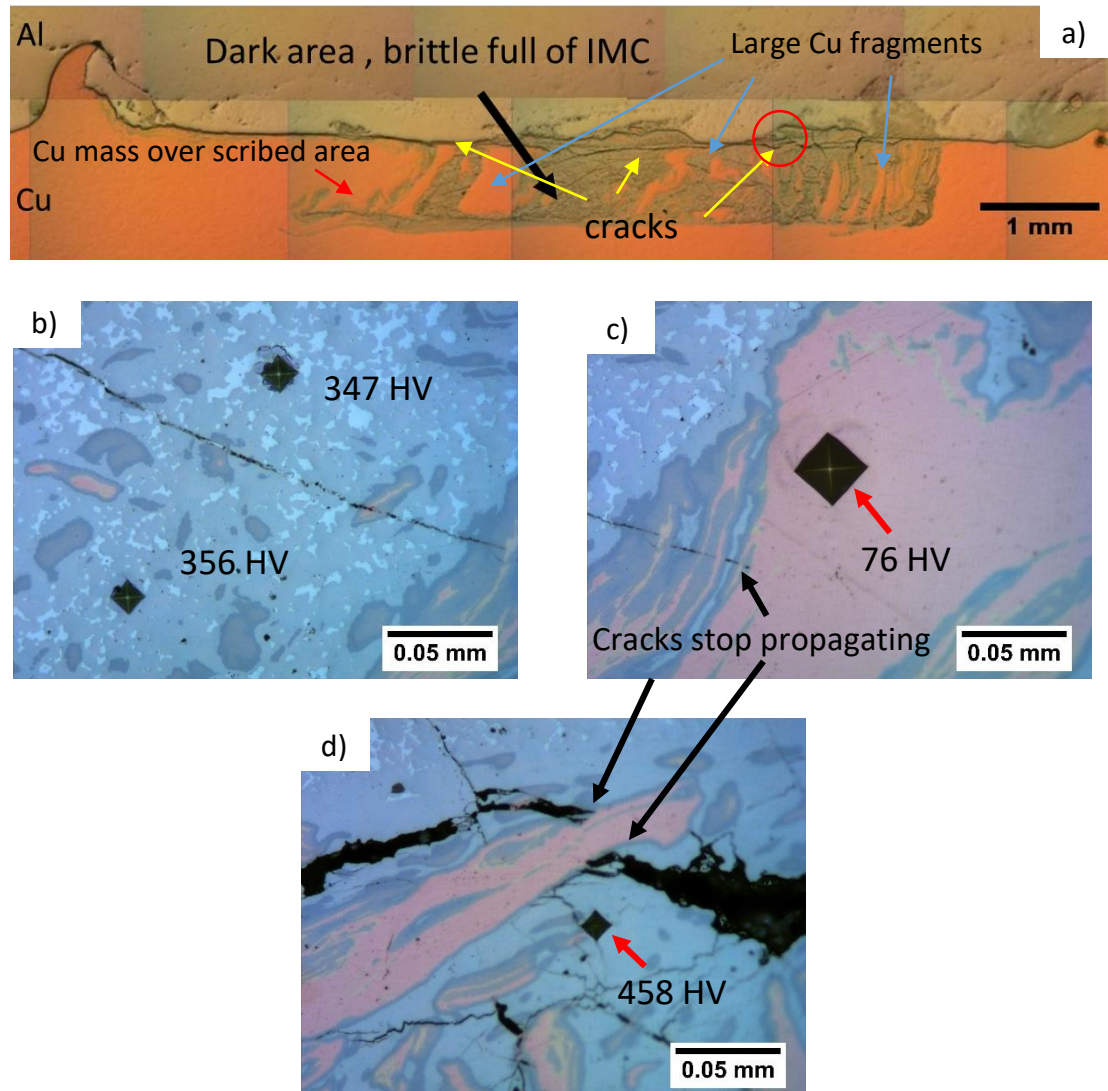 a)
Al
Dark area , brittle full of IMC
Large Cu fragments
Cu mass over scribed area
Cu
cracks
1 mm
b)
347 HV
356 HV
0.05 mm
c)
76 HV
0.05 mm
Cracks stop propagating
d)
458 HV
0.05 mm